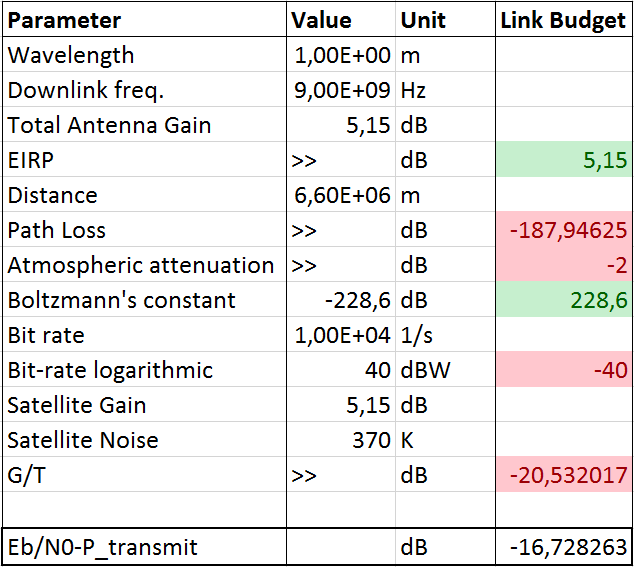 Parameter Value Unit Link Budget
Wavelength 1,00E+00 m
Downlink freq. 9,00E+09 Hz
Total Antenna Gain 5,15 dB
EIRP >> dB 5,15
Distance 6,60E+06 m
Path Loss >> dB -187,94625
Atmospheric attenuation >> dB -2
Boltzmann's constant -228,6 dB 228,6
Bit rate 1,00E+04 1/s
Bit-rate logarithmic 40 dBW -40
Satellite Gain 5,15 dB
Satellite Noise 370 K
G/T >> dB -20,532017
Eb/N0-P_transmit dB -16,728263